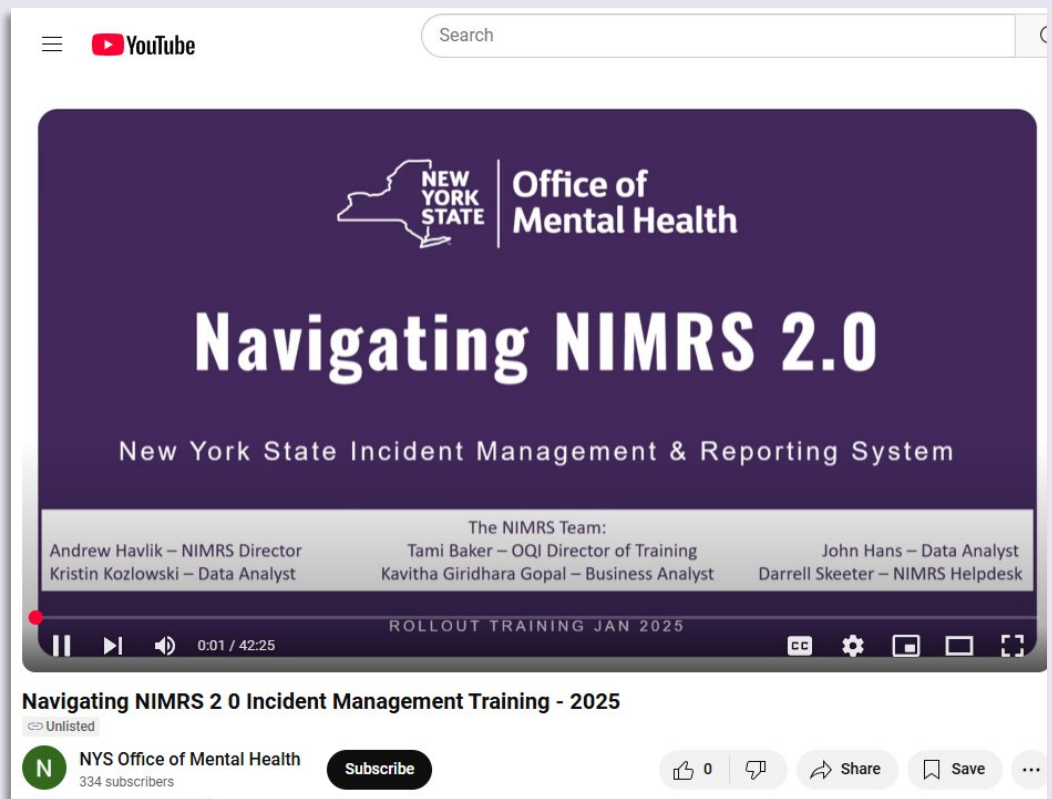 YouTube
Search
NEW
YORK
STATE
Office of
Mental Health
Navigating NIMRS 2.0
New York State Incident Management & Reporting System
The NIMRS Team:
Andrew Havlik – NIMRS Director
Tami Baker – OQI Director of Training
John Hans – Data Analyst
Kristin Kozlowski – Data Analyst
Kavitha Giridhara Gopal – Business Analyst
Darrell Skeeter – NIMRS Helpdesk
ROLLOUT TRAINING JAN 2025
0:01 / 42:25
CC
Navigating NIMRS 2 0 Incident Management Training - 2025
Unlisted
N
NYS Office of Mental Health
334 subscribers
Subscribe
0
Share
Save